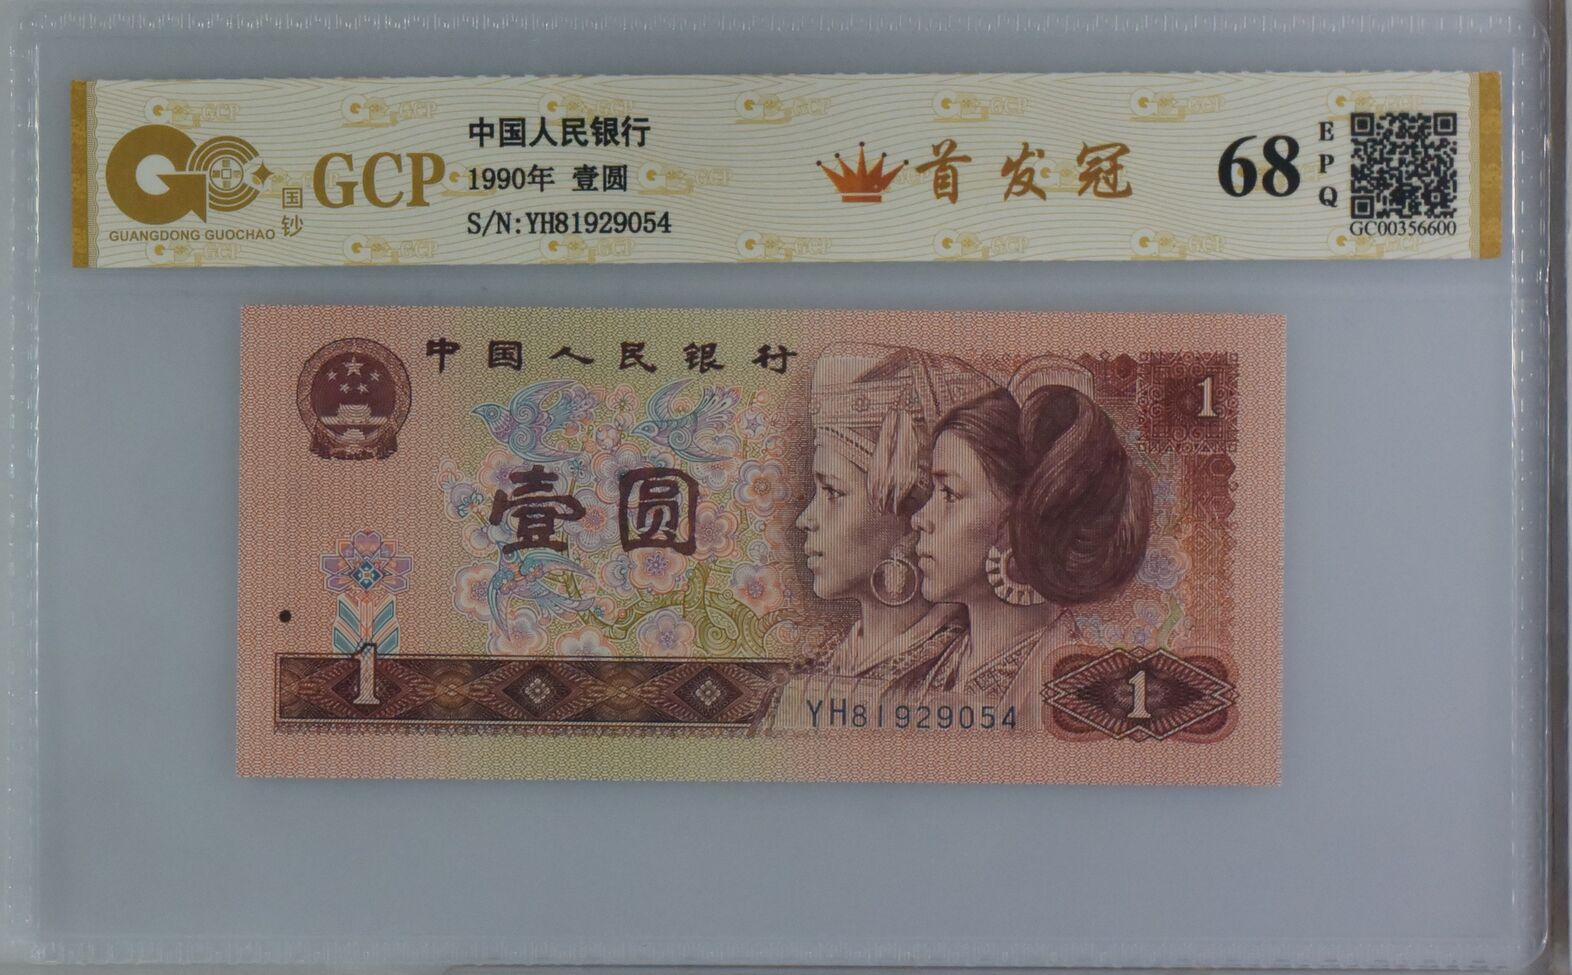 GCP
GUANGDONG GUOCHAO
国钞
中国人民银行
1990年 壹圆
S/N:YH81929054
首发冠
68
EPQ
GC00356600
中国人民银行
1
壹圆
1
YH81929054
1